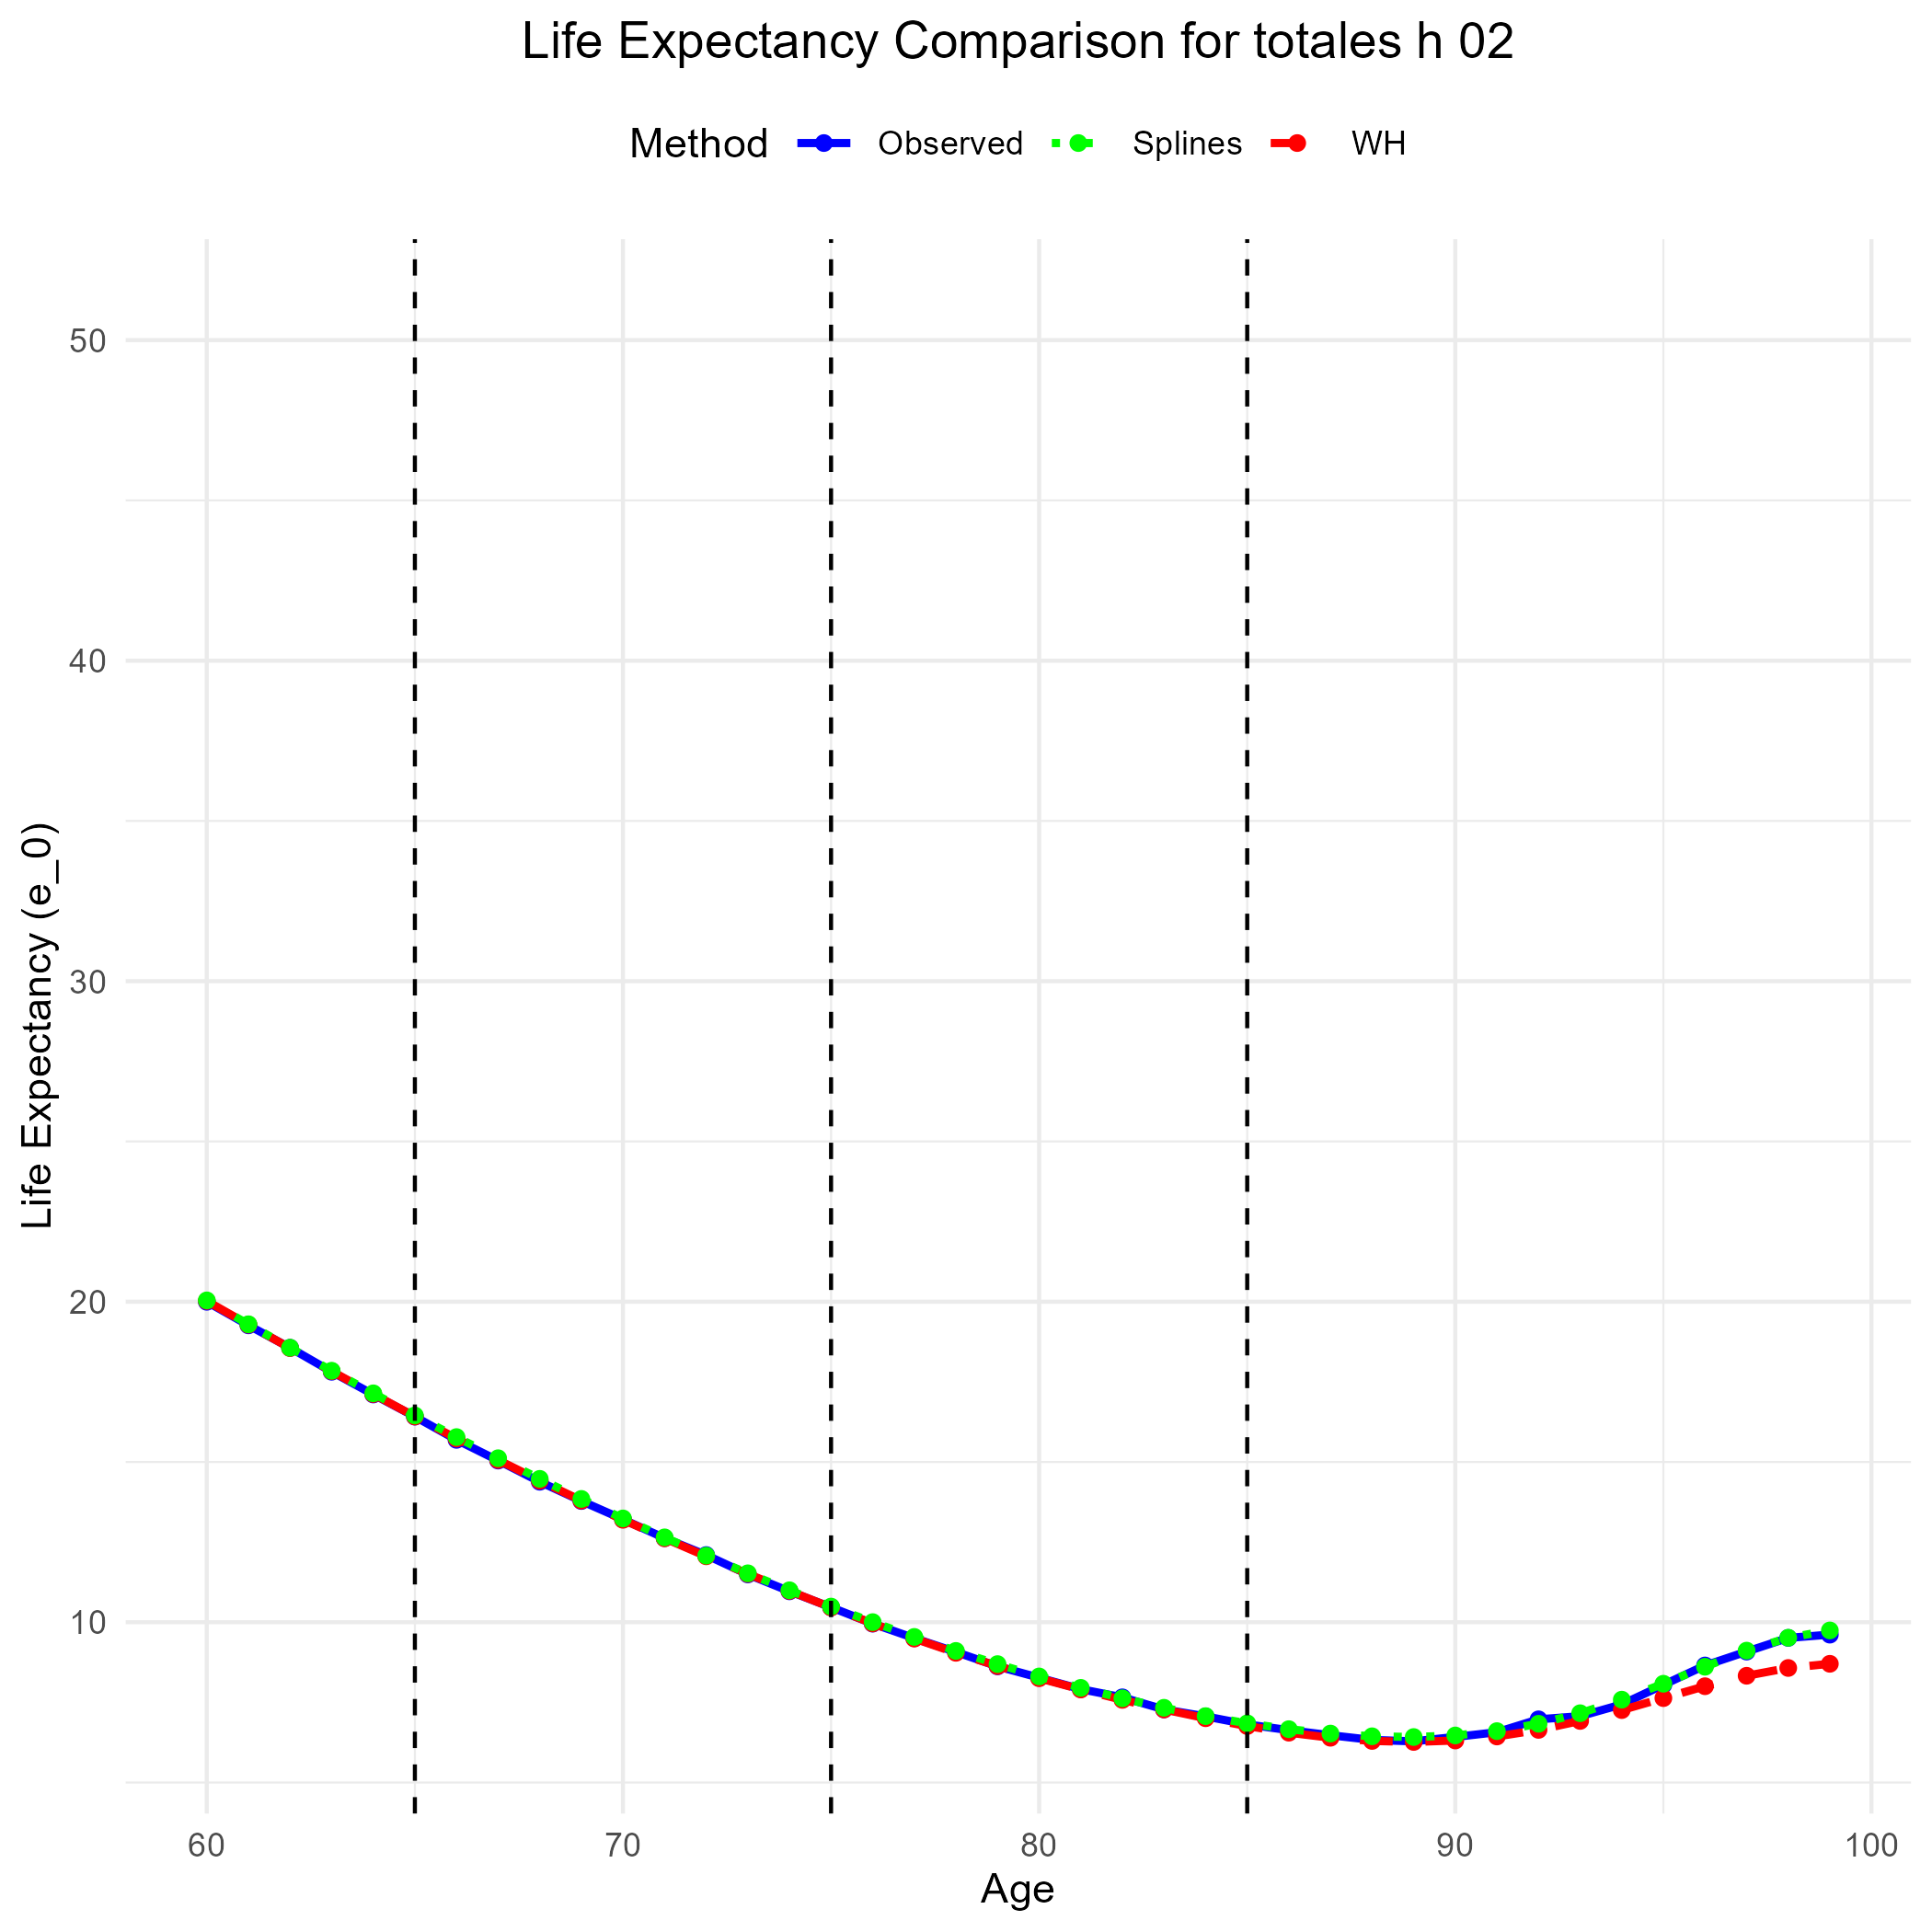 Life Expectancy Comparison for totales h 02
Method Observed Splines WH
Life Expectancy (e_0)
50
40
30
20
10
60 70 80 90 100
Age